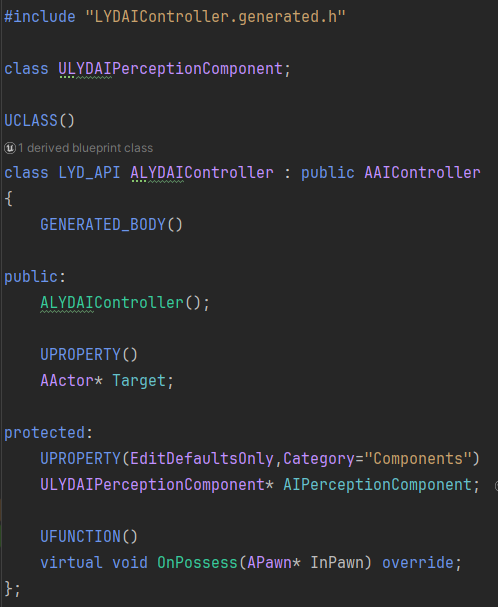 #include "LYDAIController.generated.h"
class ULYDAIPerceptionComponent;
UCLASS()
1 derived blueprint class
class LYD_API ALYDAIController : public AAIController
{
GENERATED_BODY()
public:
ALYDAIController();
UPROPERTY()
AActor* Target;
protected:
UPROPERTY(EditDefaultsOnly,Category="Components")
ULYDAIPerceptionComponent* AIPerceptionComponent;
UFUNCTION()
virtual void OnPossess(APawn* InPawn) override;
};